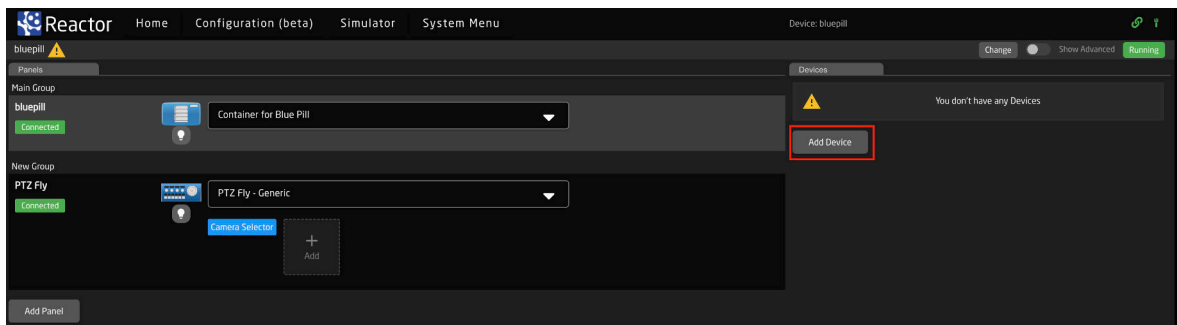 Reactor Home Configuration (beta) Simulator System Menu Device: bluepill
bluepill Change Show Advanced Running
Panels
Main Group
bluepill
Connected
Container for Blue Pill
New Group
PTZ Fly
Connected
PTZ Fly - Generic
Camera Selector
+
Add
Add Panel
Devices
You don't have any Devices
Add Device